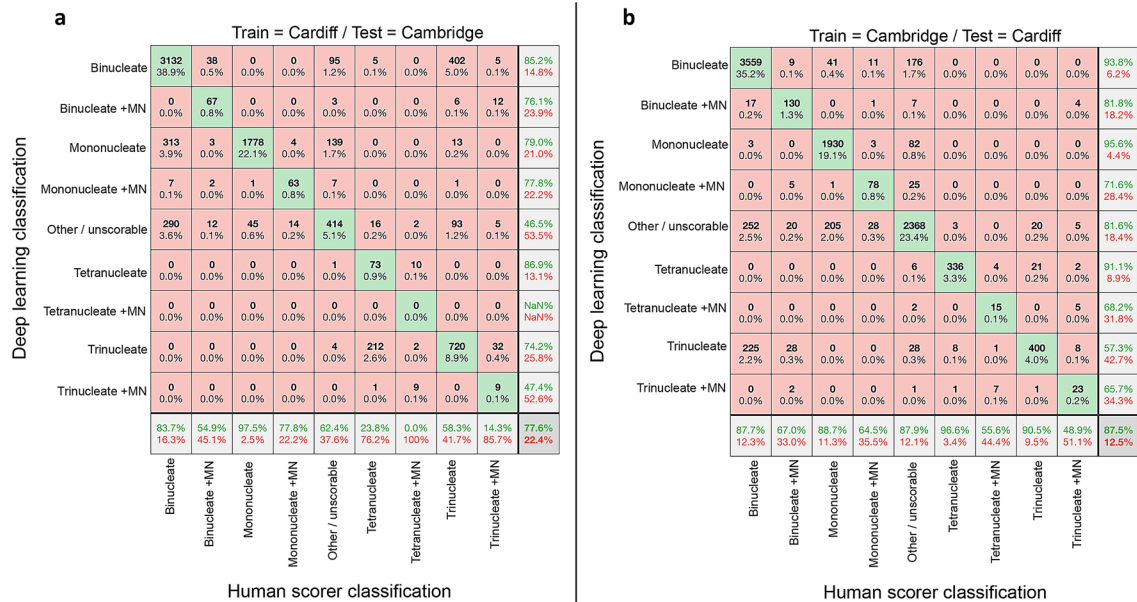 a
Train = Cardiff / Test = Cambridge
Deep learning classification
Binucleate 3132 38 0 0 95 5 0 402 5 85.2%
38.9% 0.5% 0.0% 0.0% 1.2% 0.1% 0.0% 5.0% 0.1% 14.8%
Binucleate +MN 0 67 0 0 3 0 0 6 12 76.1%
0.0% 0.8% 0.0% 0.0% 0.0% 0.0% 0.0% 0.1% 0.1% 23.9%
Mononucleate 313 3 1778 4 139 0 0 13 0 79.0%
3.9% 0.0% 22.1% 0.0% 1.7% 0.0% 0.0% 0.2% 0.0% 21.0%
Mononucleate +MN 7 2 1 63 7 0 0 1 0 77.8%
0.1% 0.0% 0.0% 0.8% 0.1% 0.0% 0.0% 0.0% 0.0% 22.2%
Other / unscorable 290 12 45 14 414 16 2 93 5 46.5%
3.6% 0.1% 0.6% 0.2% 5.1% 0.2% 0.0% 1.2% 0.1% 53.5%
Tetranucleate 0 0 0 0 1 73 10 0 0 86.9%
0.0% 0.0% 0.0% 0.0% 0.0% 0.9% 0.1% 0.0% 0.0% 13.1%
Tetranucleate +MN 0 0 0 0 0 0 0 0 0 NaN%
0.0% 0.0% 0.0% 0.0% 0.0% 0.0% 0.0% 0.0% 0.0% NaN%
Trinucleate 0 0 0 0 4 212 2 720 32 74.2%
0.0% 0.0% 0.0% 0.0% 0.0% 2.6% 0.0% 8.9% 0.4% 25.8%
Trinucleate +MN 0 0 0 0 0 1 9 0 9 47.4%
0.0% 0.0% 0.0% 0.0% 0.0% 0.0% 0.1% 0.0% 0.1% 52.6%
83.7% 54.9% 97.5% 77.8% 62.4% 23.8% 0.0% 58.3% 14.3% 77.6%
16.3% 45.1% 2.5% 22.2% 37.6% 76.2% 100% 41.7% 85.7% 22.4%
Binucleate
Binucleate +MN
Mononucleate
Mononucleate +MN
Other / unscorable
Tetranucleate
Tetranucleate +MN
Trinucleate
Trinucleate +MN
Human scorer classification
b
Train = Cambridge / Test = Cardiff
Deep learning classification
Binucleate 3559 9 41 11 176 0 0 0 0 93.8%
35.2% 0.1% 0.4% 0.1% 1.7% 0.0% 0.0% 0.0% 0.0% 6.2%
Binucleate +MN 17 130 0 1 7 0 0 0 4 81.8%
0.2% 1.3% 0.0% 0.0% 0.1% 0.0% 0.0% 0.0% 0.0% 18.2%
Mononucleate 3 0 1930 3 82 0 0 0 0 95.6%
0.0% 0.0% 19.1% 0.0% 0.8% 0.0% 0.0% 0.0% 0.0% 4.4%
Mononucleate +MN 0 5 1 78 25 0 0 0 0 71.6%
0.0% 0.0% 0.0% 0.8% 0.2% 0.0% 0.0% 0.0% 0.0% 28.4%
Other / unscorable 252 20 205 28 2368 3 0 20 5 81.6%
2.5% 0.2% 2.0% 0.3% 23.4% 0.0% 0.0% 0.2% 0.0% 18.4%
Tetranucleate 0 0 0 0 6 336 4 21 2 91.1%
0.0% 0.0% 0.0% 0.0% 0.1% 3.3% 0.0% 0.2% 0.0% 8.9%
Tetranucleate +MN 0 0 0 0 2 0 15 0 5 68.2%
0.0% 0.0% 0.0% 0.0% 0.0% 0.0% 0.1% 0.0% 0.0% 31.8%
Trinucleate 225 28 0 0 28 8 1 400 8 57.3%
2.2% 0.3% 0.0% 0.0% 0.3% 0.1% 0.0% 4.0% 0.1% 42.7%
Trinucleate +MN 0 2 0 0 1 1 7 1 23 65.7%
0.0% 0.0% 0.0% 0.0% 0.0% 0.0% 0.1% 0.0% 0.2% 34.3%
87.7% 67.0% 88.7% 64.5% 87.9% 96.6% 55.6% 90.5% 48.9% 87.5%
12.3% 33.0% 11.3% 35.5% 12.1% 3.4% 44.4% 9.5% 51.1% 12.5%
Binucleate
Binucleate +MN
Mononucleate
Mononucleate +MN
Other / unscorable
Tetranucleate
Tetranucleate +MN
Trinucleate
Trinucleate +MN
Human scorer classification